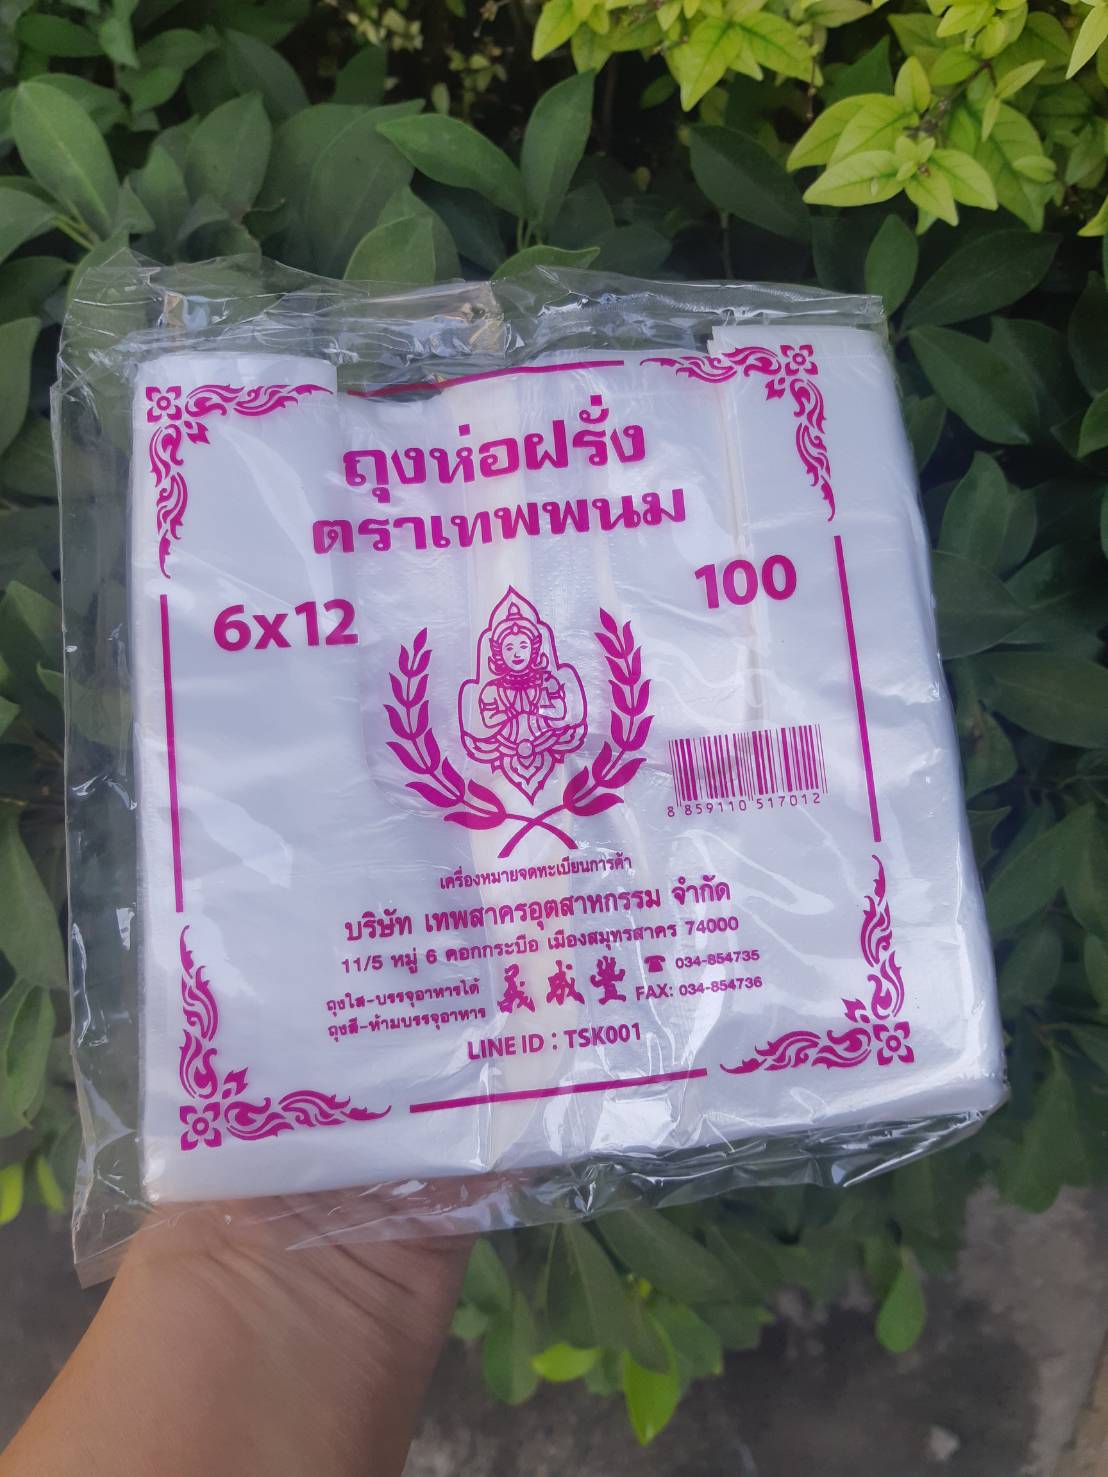 ถุงห่อฝรั่ง
ตราเทพพนม
6x12
100
8 859110 517012
เครื่องหมายจดทะเบียนการค้า
บริษัท เทพสาครอุตสาหกรรม จำกัด
11/5 หมู่ 6 คอกกระบือ เมืองสมุทรสาคร 74000
ถุงใส-บรรจุอาหารได้
ถุงสี-ห้ามบรรจุอาหาร
義成豐
☎ 034-854735
FAX: 034-854736
LINE ID : TSK001